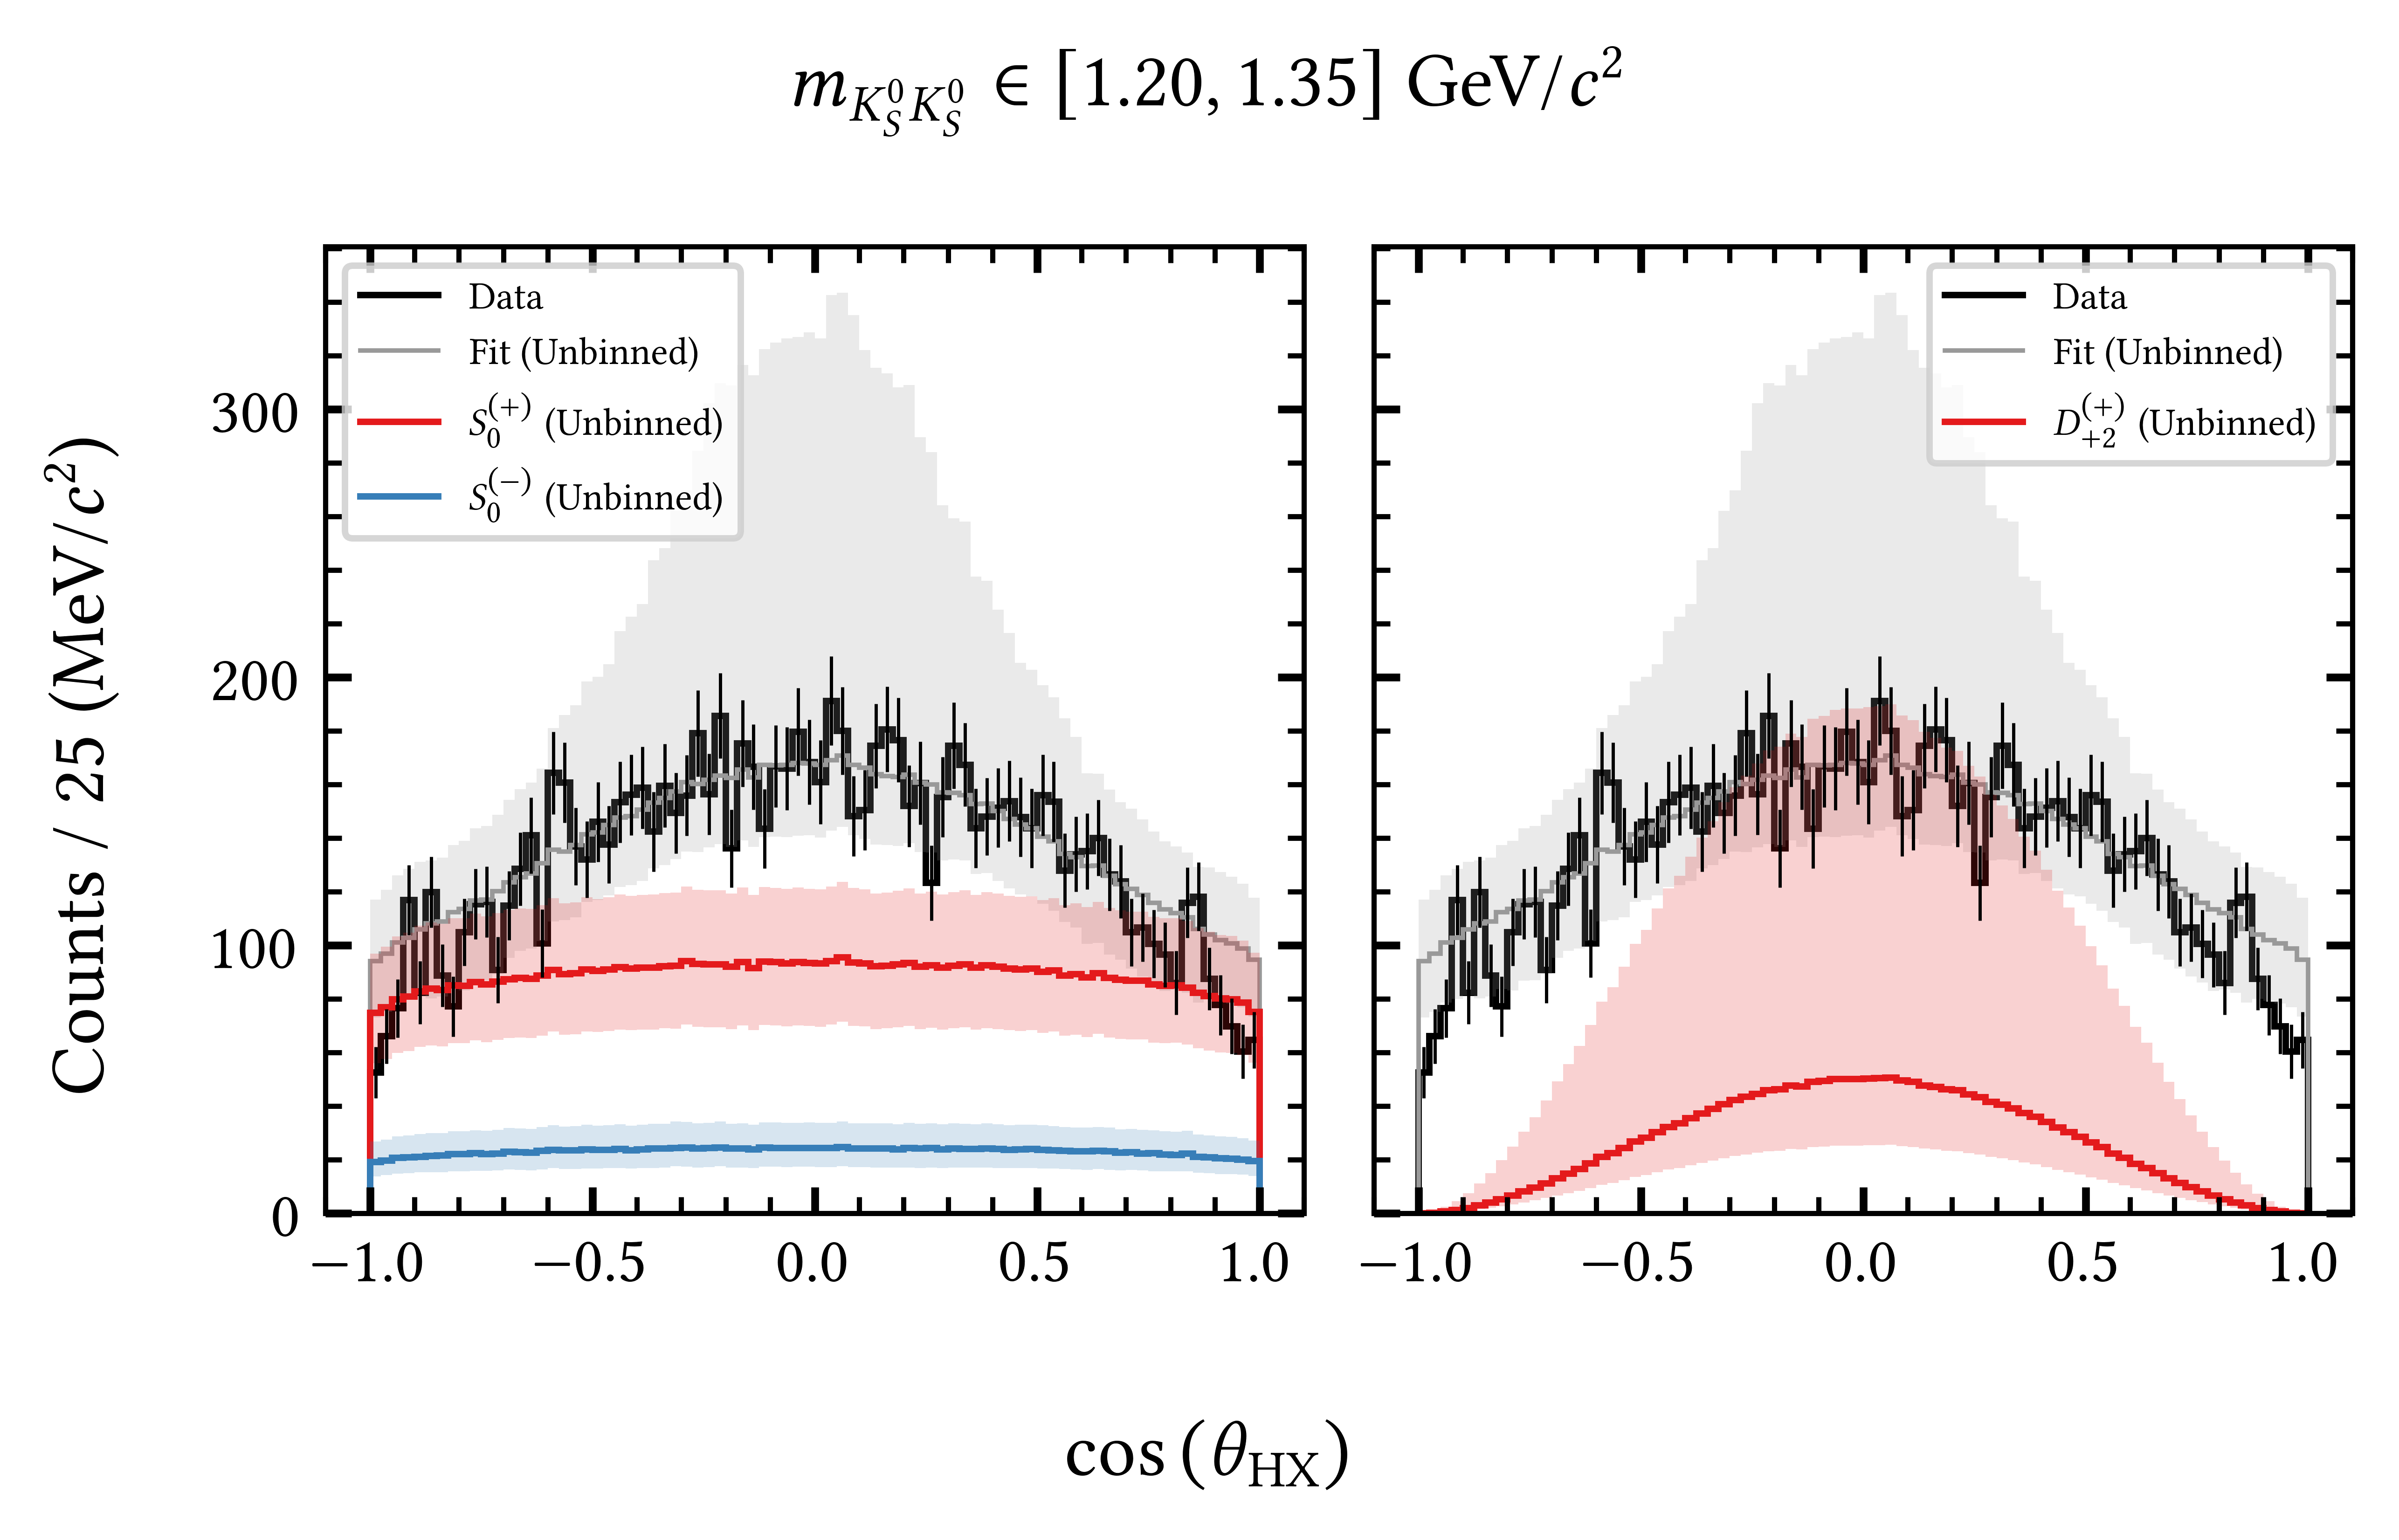 m_{K_S^0 K_S^0} ∈ [1.20, 1.35] GeV/c²
Data
Fit (Unbinned)
S_0^{(+)} (Unbinned)
S_0^{(−)} (Unbinned)
Data
Fit (Unbinned)
D_{+2}^{(+)} (Unbinned)
Counts / 25 (MeV/c²)
300
200
100
0
−1.0 −0.5 0.0 0.5 1.0
−1.0 −0.5 0.0 0.5 1.0
cos (θ_{HX})